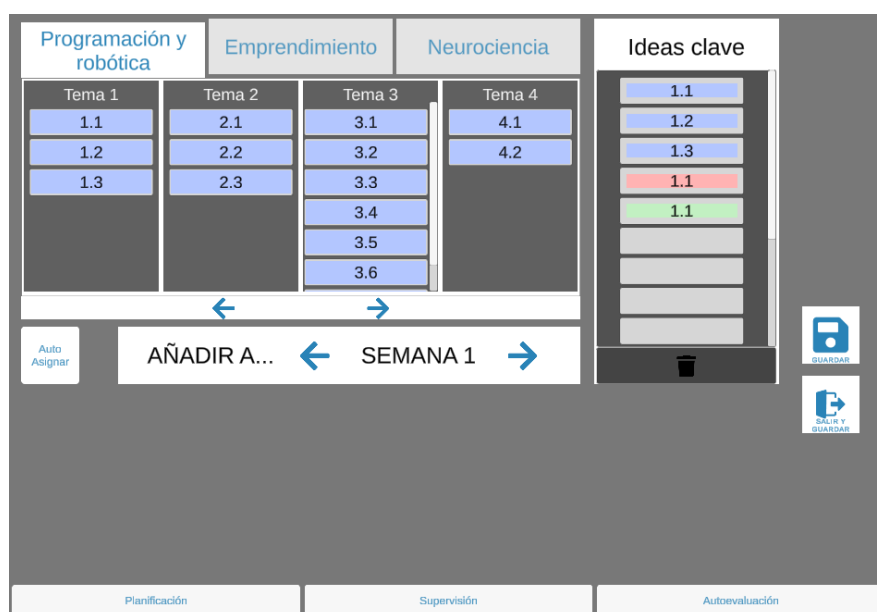 Programación y
robótica
Emprendimiento
Neurociencia
Ideas clave
Tema 1
Tema 2
Tema 3
Tema 4
1.1
2.1
3.1
4.1
1.2
2.2
3.2
4.2
1.3
2.3
3.3
3.4
3.5
3.6
1.1
1.2
1.3
1.1
1.1
Auto
Asignar
AÑADIR A...
SEMANA 1
GUARDAR
SALIR Y
GUARDAR
Planificación
Supervisión
Autoevaluación